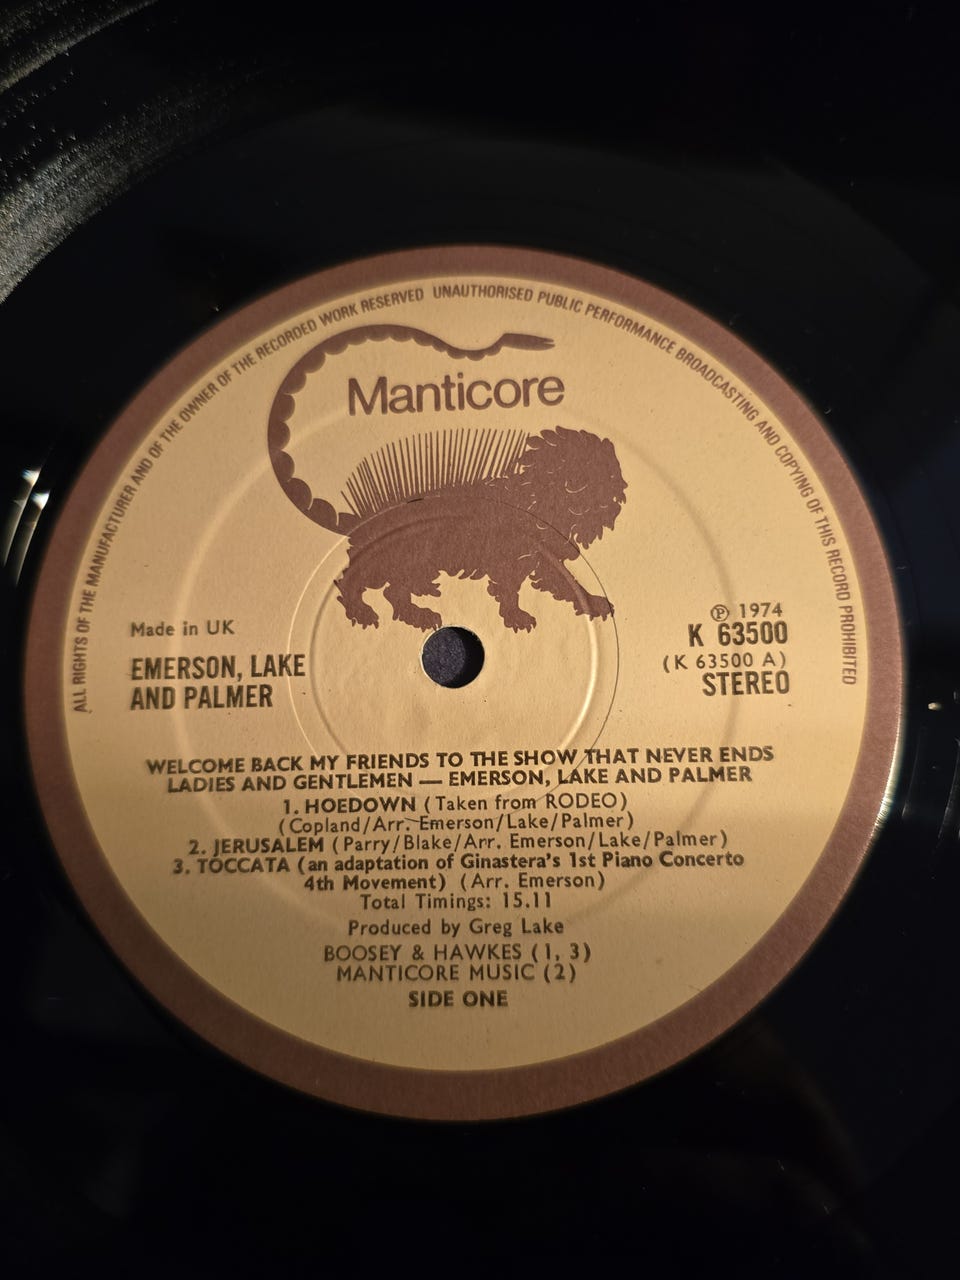 ALL RIGHTS OF THE MANUFACTURER AND OF THE OWNER OF THE RECORDED WORK RESERVED UNAUTHORISED PUBLIC PERFORMANCE BROADCASTING AND COPYING OF THIS RECORD PROHIBITED
Manticore
Made in UK
EMERSON, LAKE
AND PALMER
Ⓟ 1974
K 63500
(K 63500 A)
STEREO
WELCOME BACK MY FRIENDS TO THE SHOW THAT NEVER ENDS
LADIES AND GENTLEMEN — EMERSON, LAKE AND PALMER
1. HOEDOWN (Taken from RODEO)
(Copland/Arr. Emerson/Lake/Palmer)
2. JERUSALEM (Parry/Blake/Arr. Emerson/Lake/Palmer)
3. TOCCATA (an adaptation of Ginastera's 1st Piano Concerto
4th Movement) (Arr. Emerson)
Total Timings: 15.11
Produced by Greg Lake
BOOSEY & HAWKES (1, 3)
MANTICORE MUSIC (2)
SIDE ONE